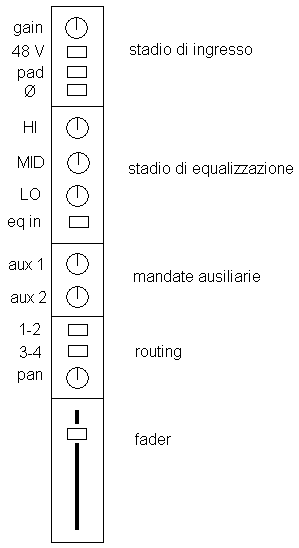 gain
48 V
pad
Ø
stadio di ingresso
HI
MID
LO
eq in
stadio di equalizzazione
aux 1
aux 2
mandate ausiliarie
1-2
3-4
pan
routing
fader